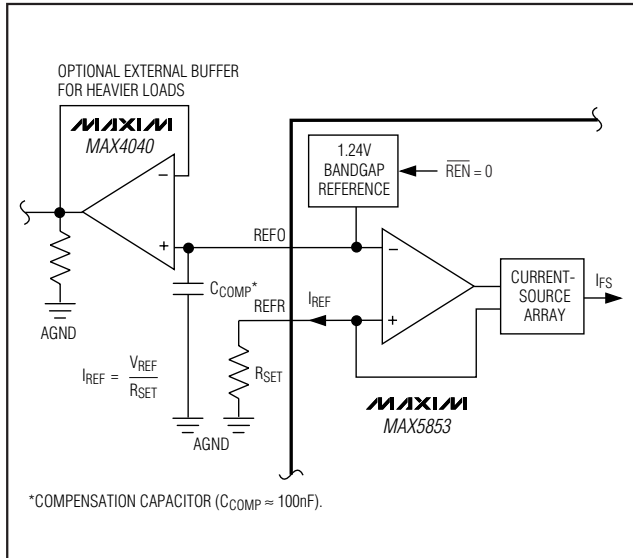 OPTIONAL EXTERNAL BUFFER
FOR HEAVIER LOADS
MAXIM
MAX4040
−
+
1.24V
BANDGAP
REFERENCE
REN = 0
REFO
−
+
CCOMP*
REFR
IREF
CURRENT-
SOURCE
ARRAY
IFS
AGND
IREF = VREF
RSET
RSET
AGND
MAXIM
MAX5853
*COMPENSATION CAPACITOR (CCOMP ≈ 100nF).